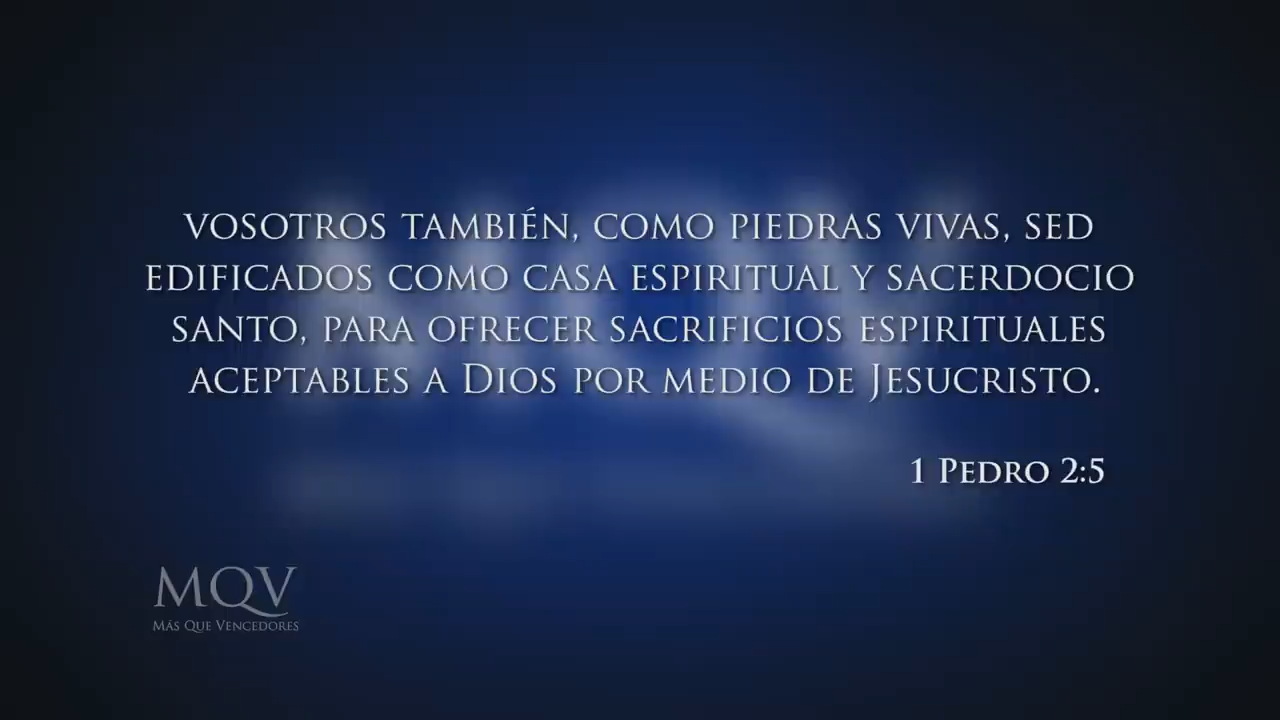 VOSOTROS TAMBIÉN, COMO PIEDRAS VIVAS, SED
EDIFICADOS COMO CASA ESPIRITUAL Y SACERDOCIO
SANTO, PARA OFRECER SACRIFICIOS ESPIRITUALES
ACEPTABLES A DIOS POR MEDIO DE JESUCRISTO.
1 PEDRO 2:5
MQV
MÁS QUE VENCEDORES